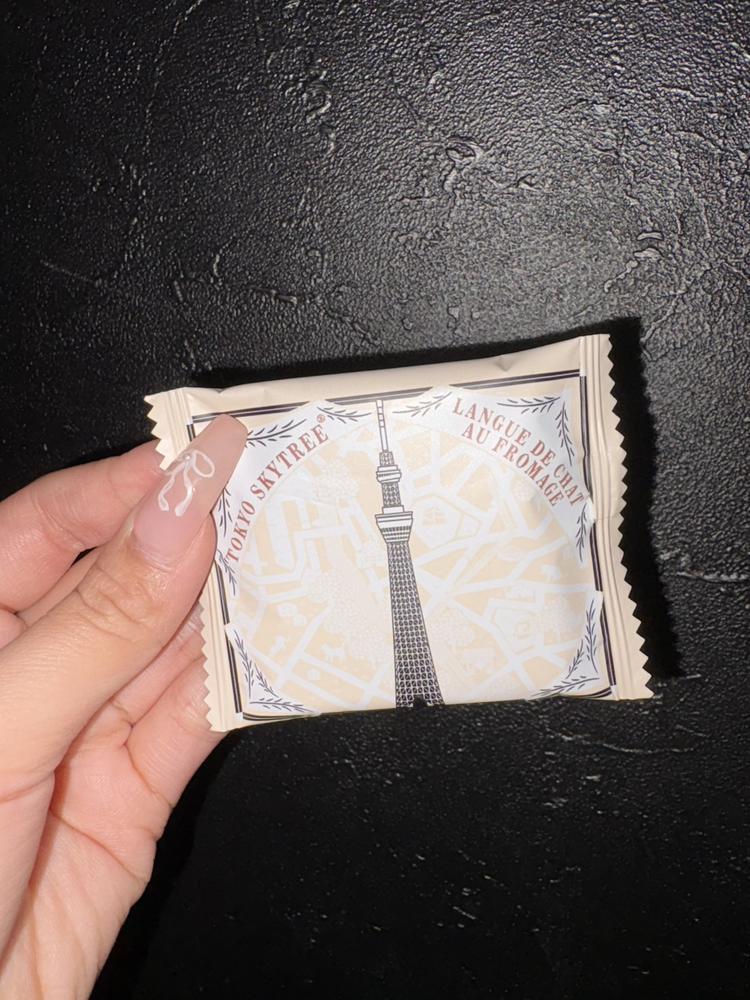 TOKYO SKYTREE®
LANGUE DE CHAT
AU FROMAGE